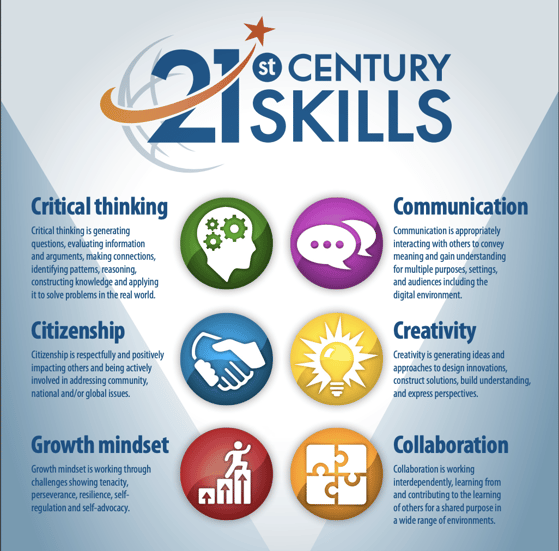 21st CENTURY
SKILLS
Critical thinking
Critical thinking is generating
questions, evaluating information
and arguments, making connections,
identifying patterns, reasoning,
constructing knowledge and applying
it to solve problems in the real world.
Communication
Communication is appropriately
interacting with others to convey
meaning and gain understanding
for multiple purposes, settings,
and audiences including the
digital environment.
Citizenship
Citizenship is respectfully and positively
impacting others and being actively
involved in addressing community,
national and/or global issues.
Creativity
Creativity is generating ideas and
approaches to design innovations,
construct solutions, build understanding,
and express perspectives.
Growth mindset
Growth mindset is working through
challenges showing tenacity,
perseverance, resilience, self-
regulation and self-advocacy.
Collaboration
Collaboration is working
interdependently, learning from
and contributing to the learning
of others for a shared purpose in
a wide range of environments.